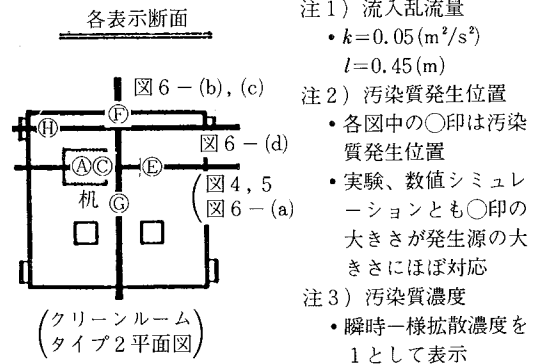 各表示断面
図6-(b), (c)
Ⓕ
Ⓗ
図6-(d)
ⒶⒸ
Ⓔ
机
Ⓖ
図4, 5
図6-(a)
クリーンルーム
タイプ2平面図
注1) 流入乱流量
・k=0.05(m²/s²)
l=0.45(m)
注2) 汚染質発生位置
・各図中の○印は汚染
質発生位置
・実験、数値シミュレ
ーションとも○印の
大きさが発生源の大
きさにほぼ対応
注3) 汚染質濃度
・瞬時一様拡散濃度を
1として表示